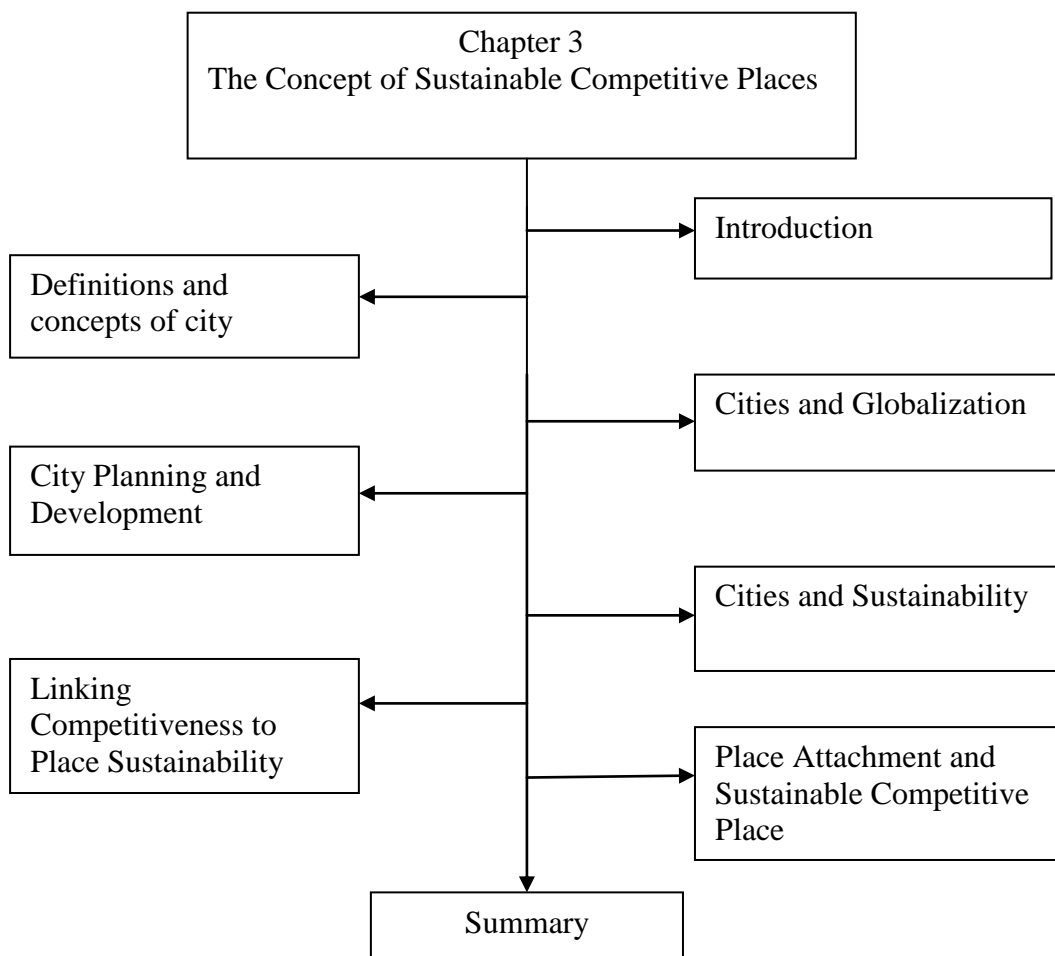 Chapter 3
The Concept of Sustainable Competitive Places
Introduction
Definitions and
concepts of city
Cities and Globalization
City Planning and
Development
Cities and Sustainability
Linking
Competitiveness to
Place Sustainability
Place Attachment and
Sustainable Competitive
Place
Summary